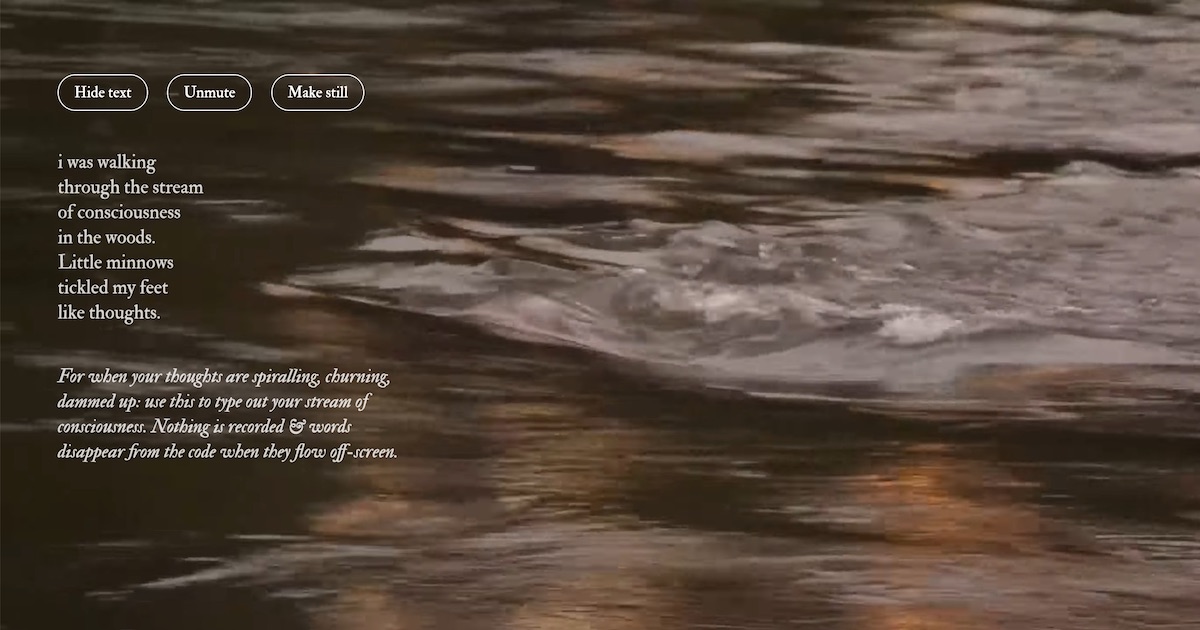 Hide text Unmute Make still
i was walking
through the stream
of consciousness
in the woods.
Little minnows
tickled my feet
like thoughts.
For when your thoughts are spiralling, churning,
dammed up: use this to type out your stream of
consciousness. Nothing is recorded & words
disappear from the code when they flow off-screen.